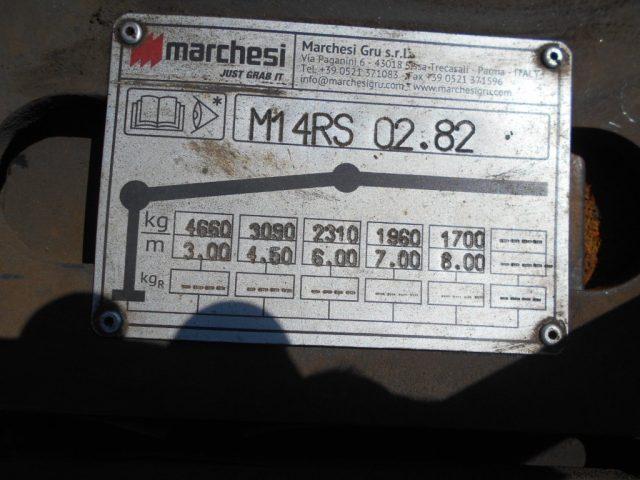 marchesi
JUST GRAB IT
Marchesi Gru s.r.l.
Via Paganini 6 - 43018 Sissa-Trecasali - Parma - ITALY
Tel. +39 0521 371083 - Fax +39 0521 371596
info@marchesigru.com - www.marchesigru.com
*
M14RS 02.82
kg 4660 3090 2310 1960 1700 ----
m 3.00 4.50 6.00 7.00 8.00 ----
kgR ---- ---- ---- ---- ---- ----